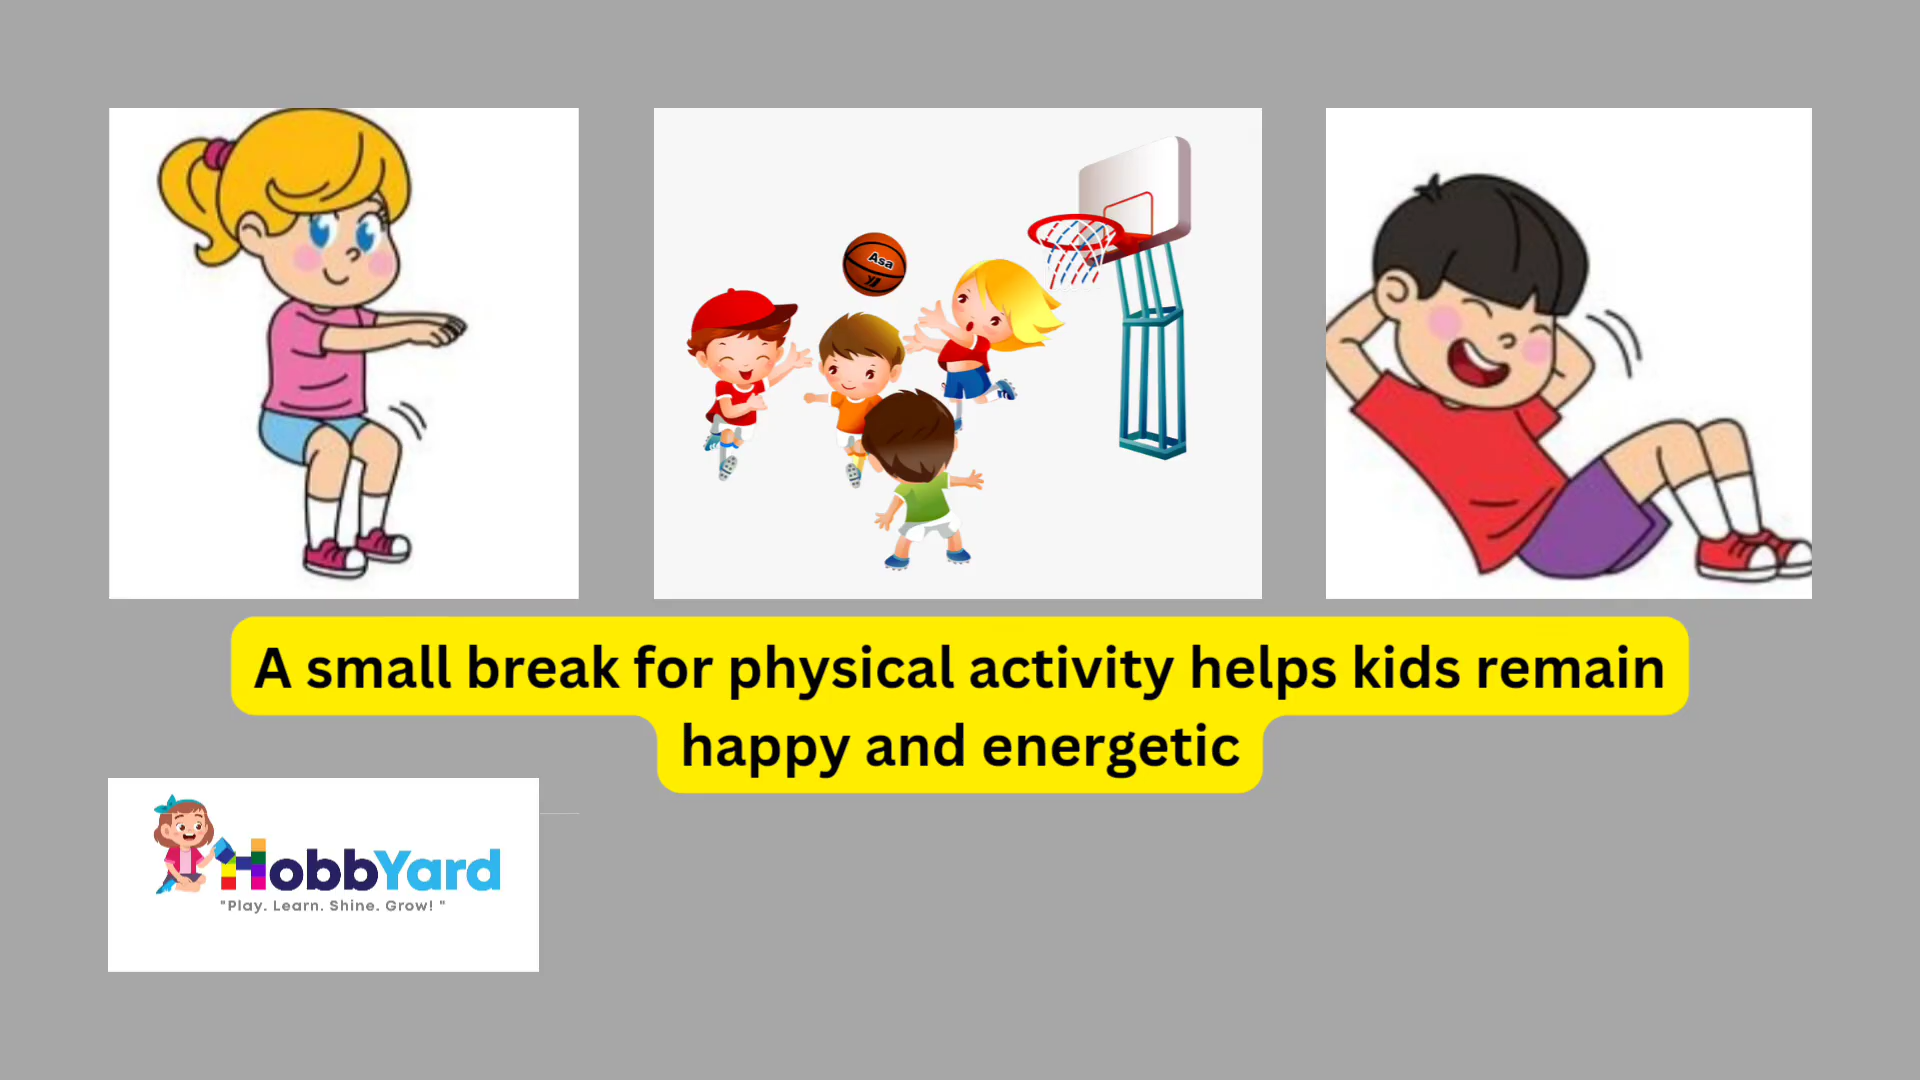 Asa
A small break for physical activity helps kids remain
happy and energetic
HobbYard
"Play. Learn. Shine. Grow! "